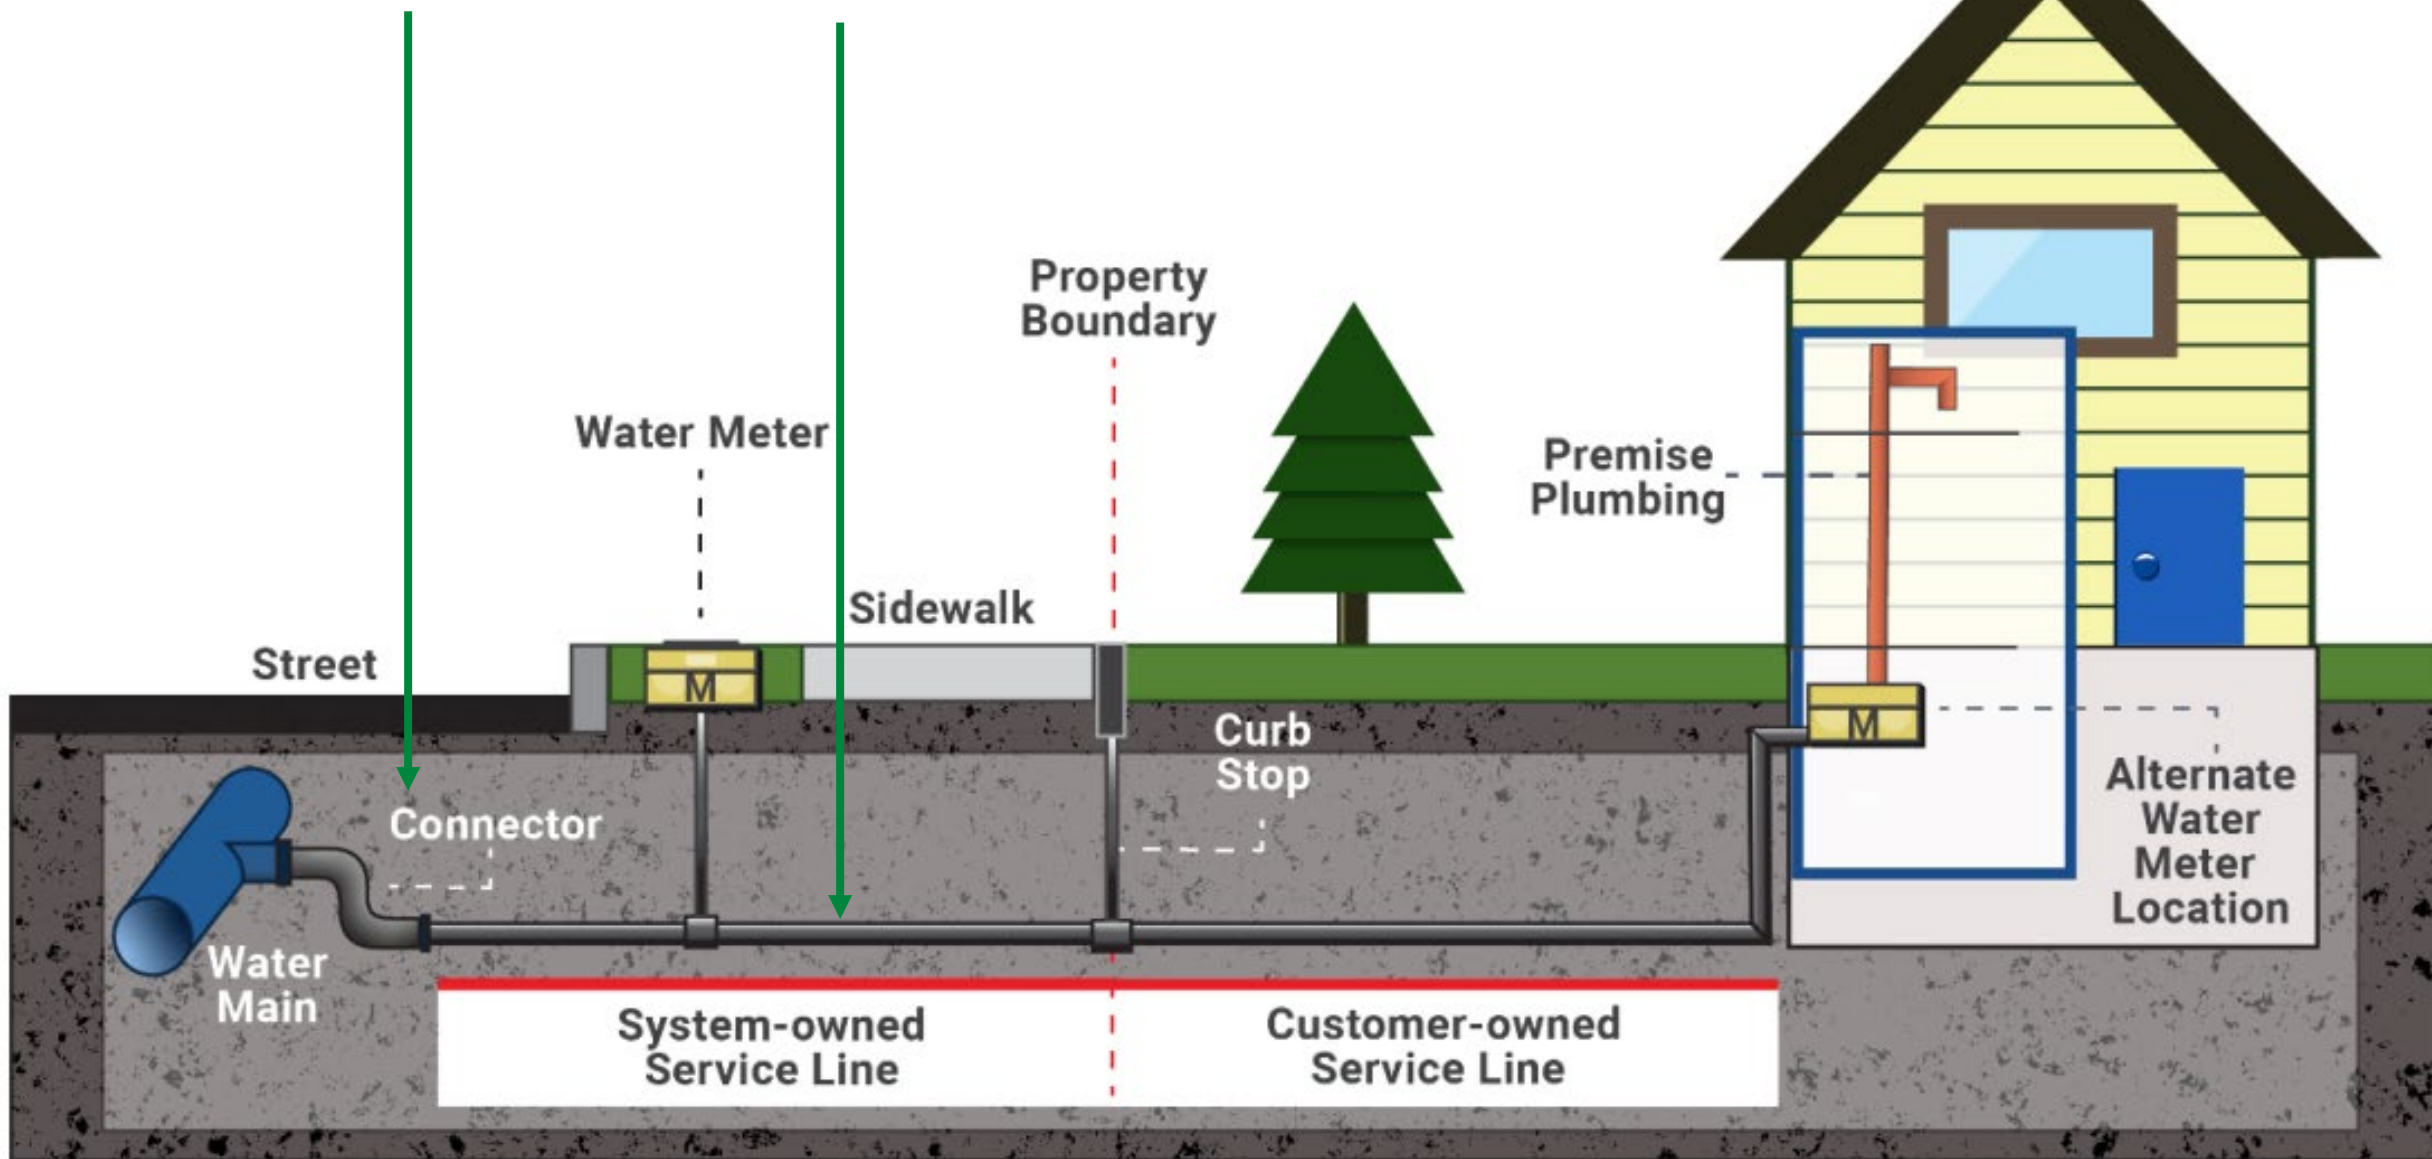 Property
Boundary
Water Meter
Premise
Plumbing
Sidewalk
Street
M
M
Curb
Stop
Connector
Alternate
Water
Meter
Location
Water
Main
System-owned
Service Line
Customer-owned
Service Line